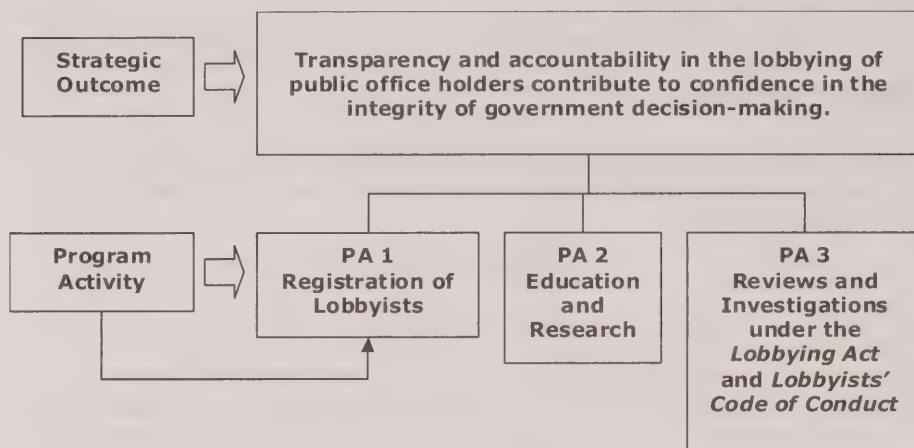 Strategic
Outcome
Transparency and accountability in the lobbying of
public office holders contribute to confidence in the
integrity of government decision-making.
Program
Activity
PA 1
Registration of
Lobbyists
PA 2
Education
and
Research
PA 3
Reviews and
Investigations
under the
Lobbying Act
and Lobbyists'
Code of Conduct